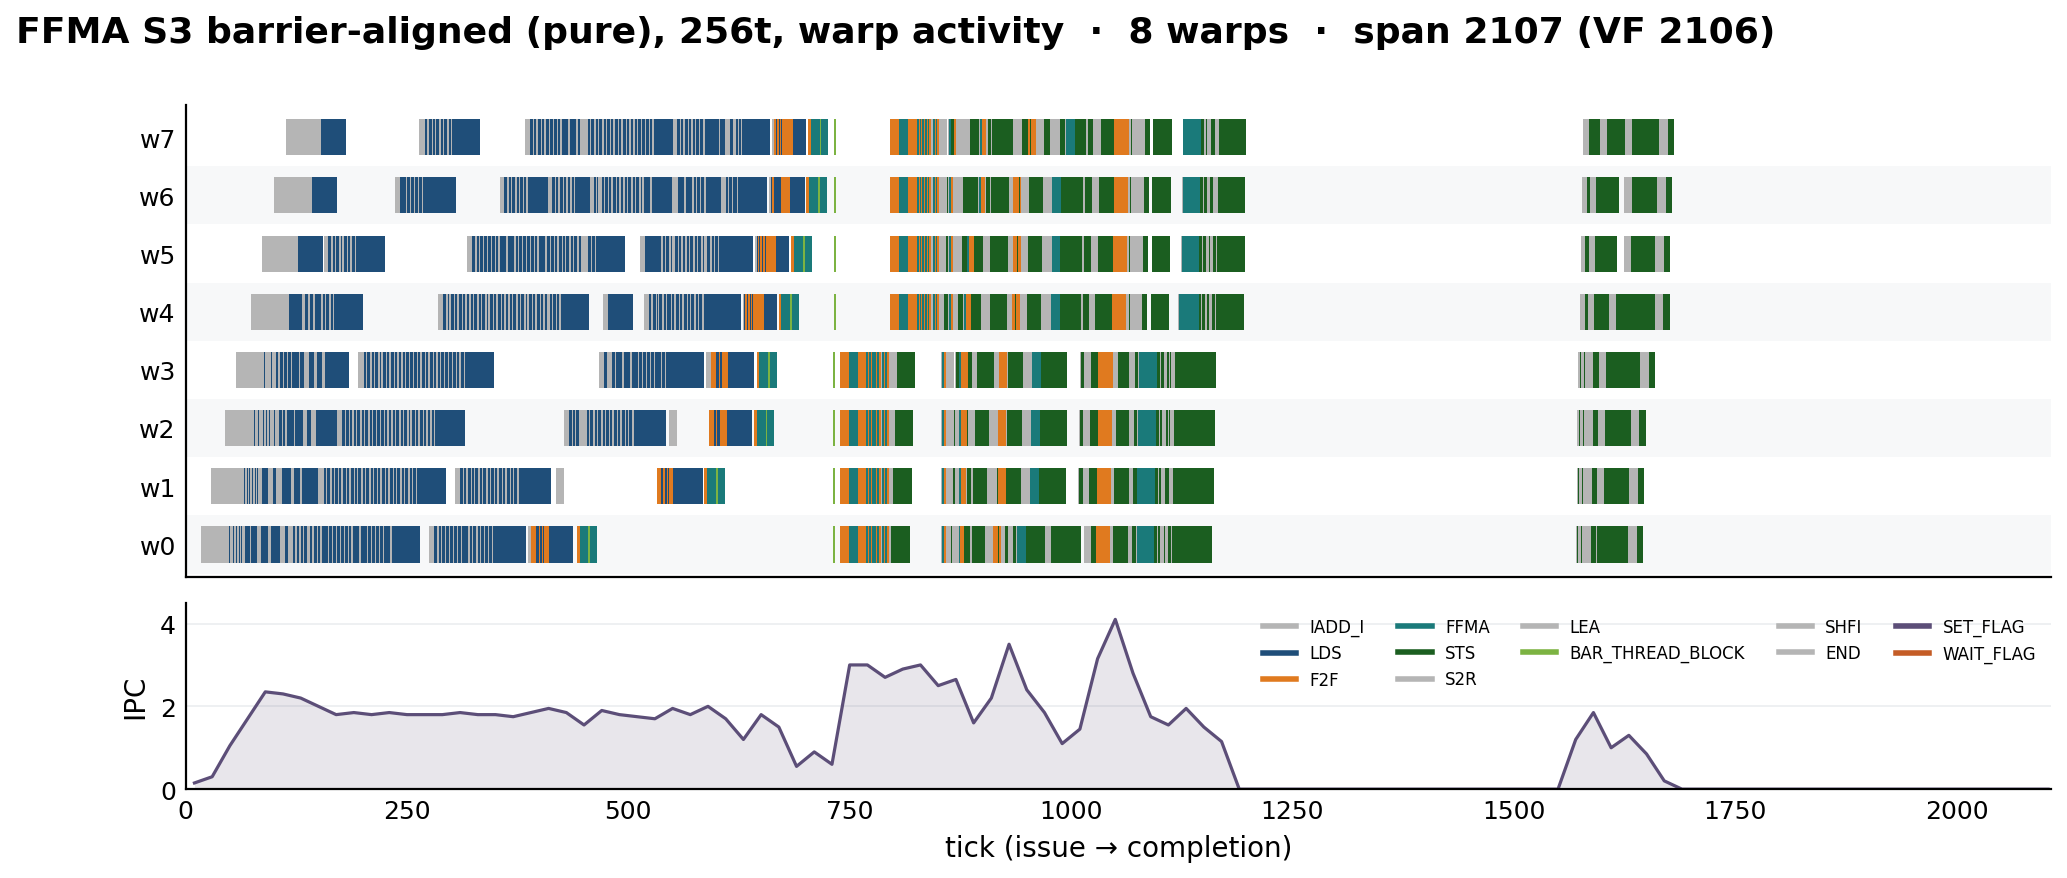 FFMA S3 barrier-aligned (pure), 256t, warp activity · 8 warps · span 2107 (VF 2106)
w7
w6
w5
w4
w3
w2
w1
w0
IPC
4
2
0
IADD_I FFMA LEA SHFI SET_FLAG
LDS STS BAR_THREAD_BLOCK END WAIT_FLAG
F2F S2R
0 250 500 750 1000 1250 1500 1750 2000
tick (issue → completion)